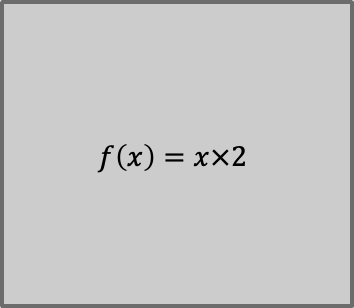 f(x) = x×2